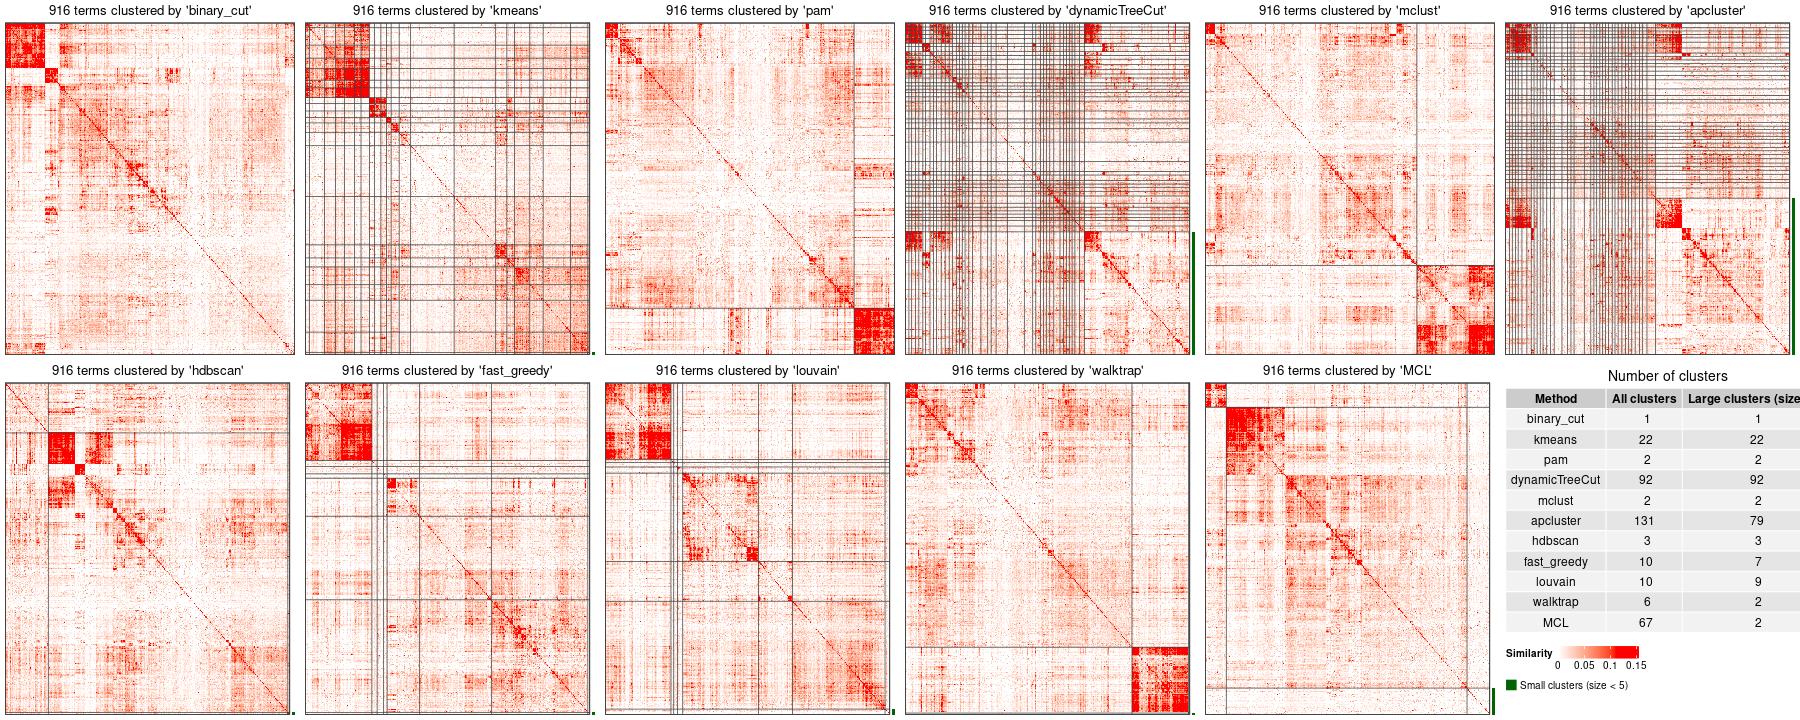 916 terms clustered by 'binary_cut'
916 terms clustered by 'kmeans'
916 terms clustered by 'pam'
916 terms clustered by 'dynamicTreeCut'
916 terms clustered by 'mclust'
916 terms clustered by 'apcluster'
916 terms clustered by 'hdbscan'
916 terms clustered by 'fast_greedy'
916 terms clustered by 'louvain'
916 terms clustered by 'walktrap'
916 terms clustered by 'MCL'
Number of clusters
Method All clusters Large clusters (size
binary_cut 1 1
kmeans 22 22
pam 2 2
dynamicTreeCut 92 92
mclust 2 2
apcluster 131 79
hdbscan 3 3
fast_greedy 10 7
louvain 10 9
walktrap 6 2
MCL 67 2
Similarity
0 0.05 0.1 0.15
Small clusters (size < 5)